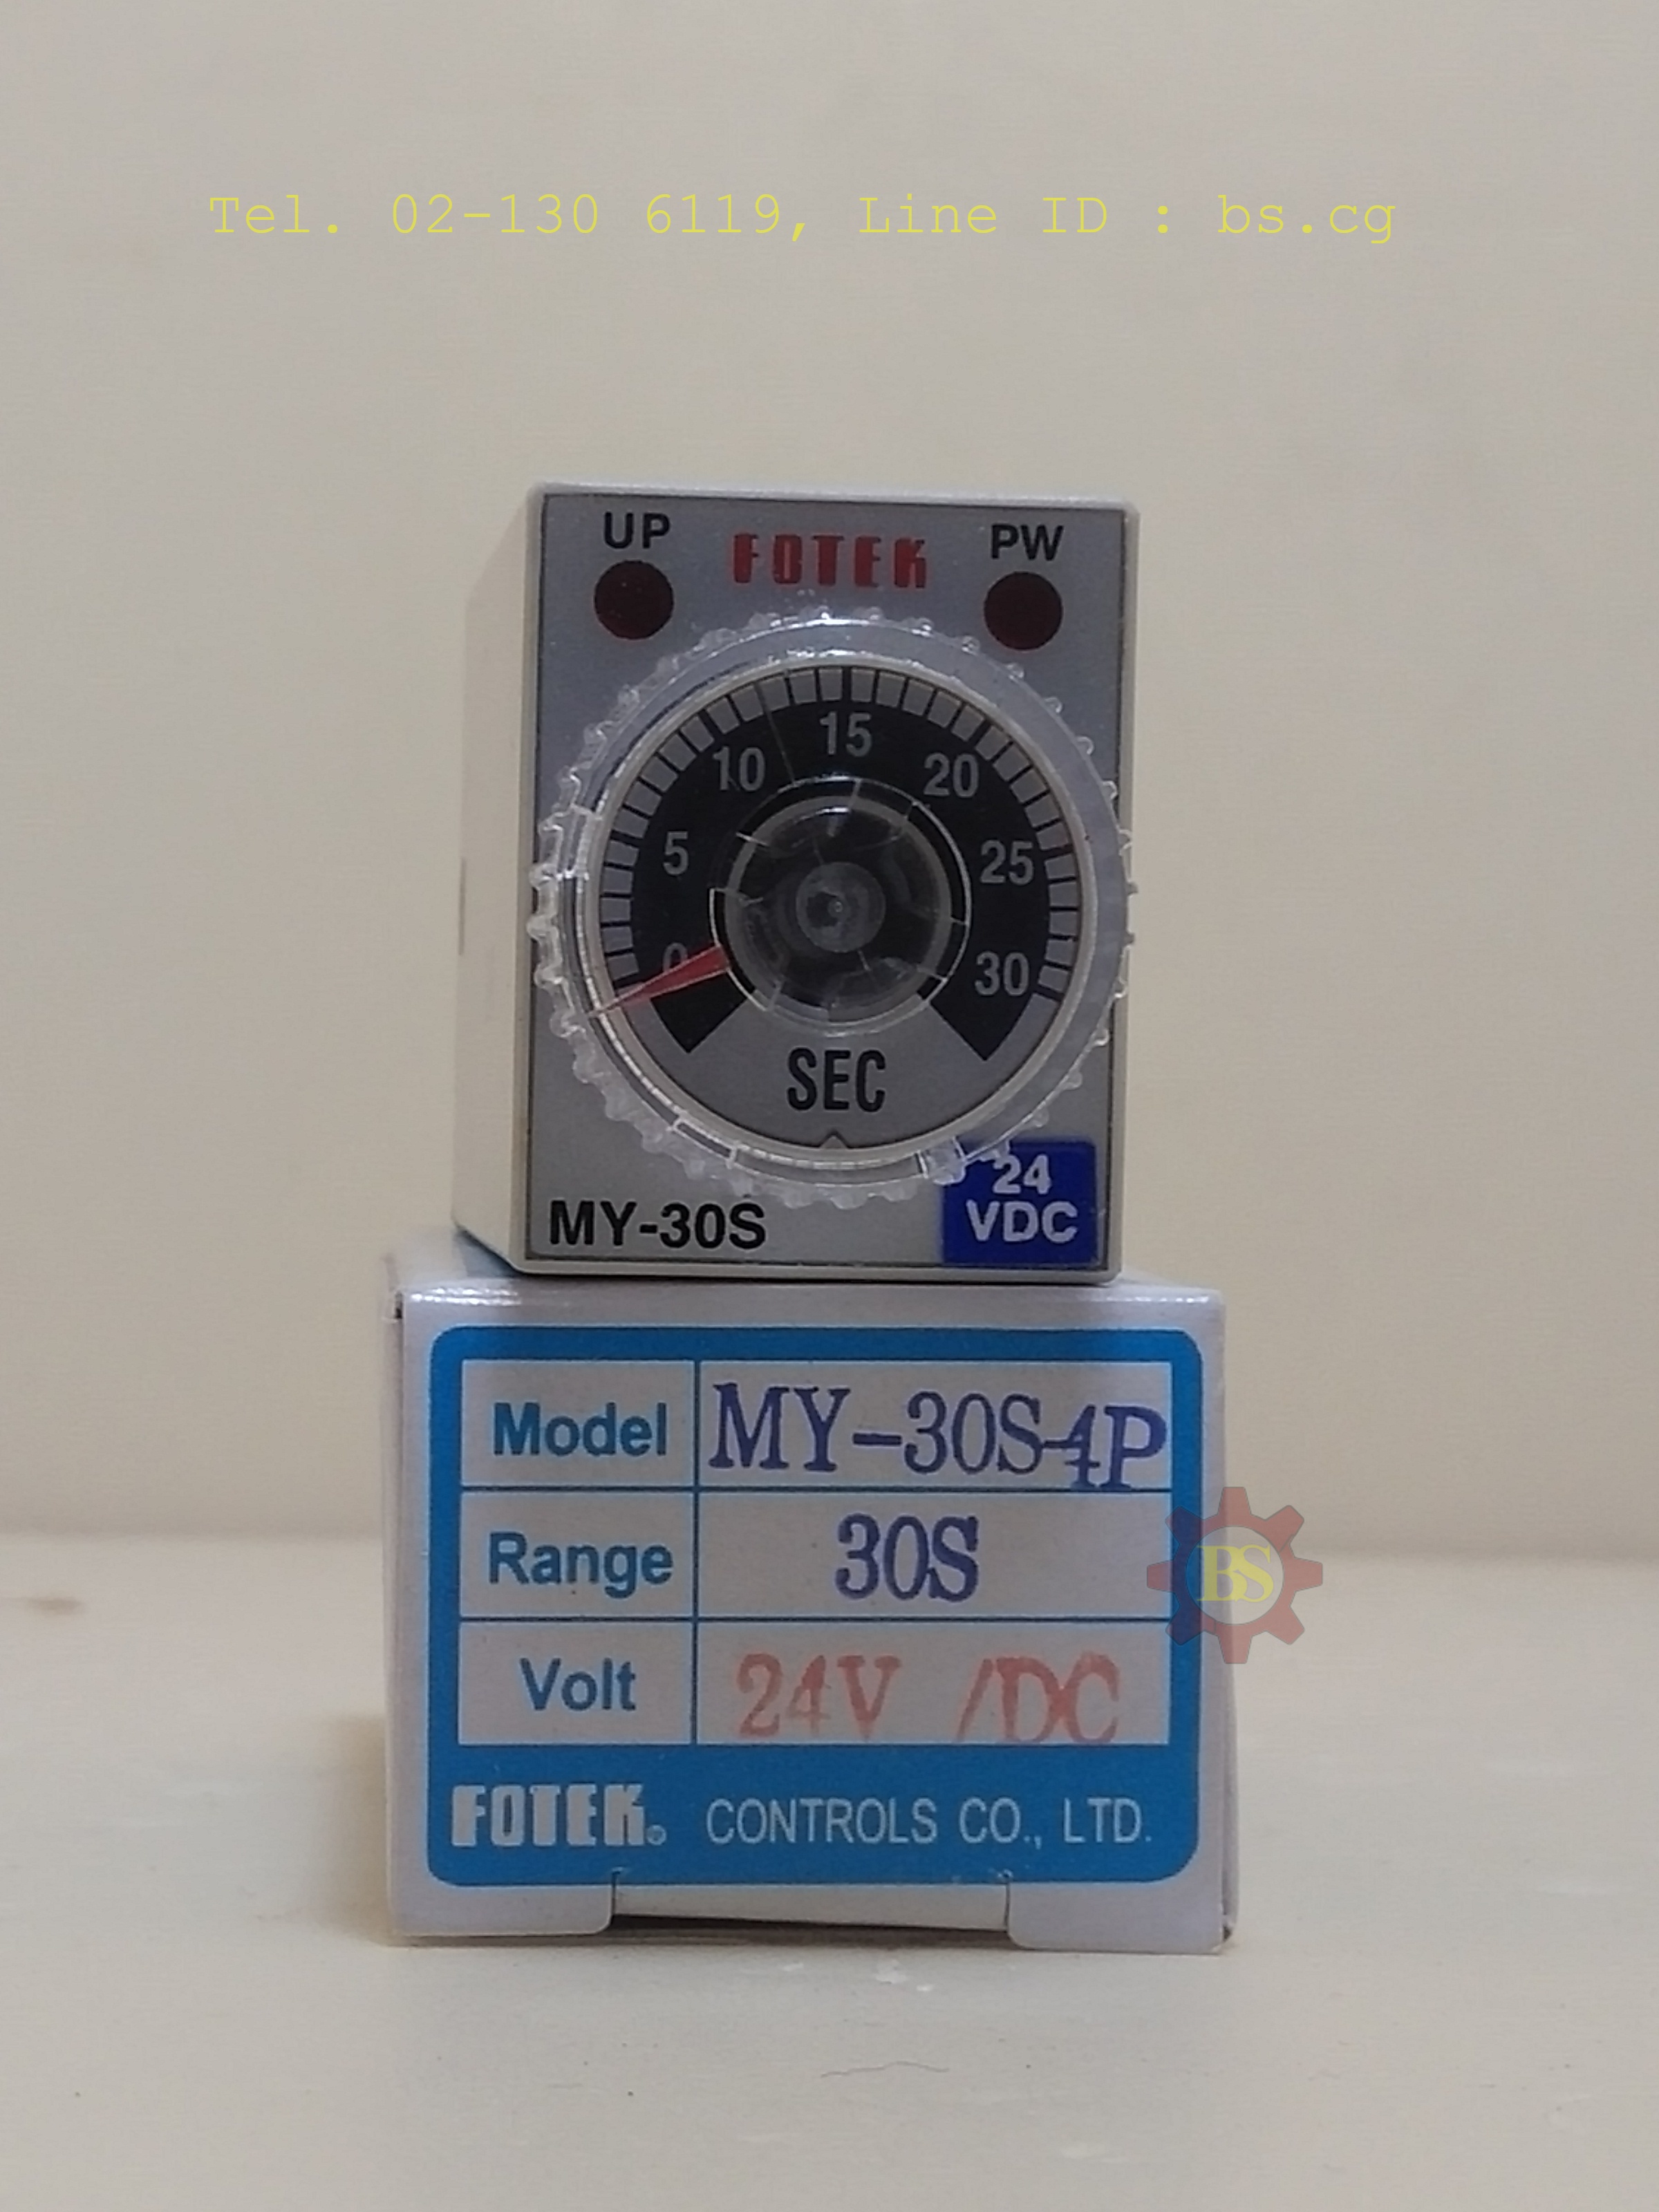 Tel. 02-130 6119, Line ID : bs.cg
UP FOTEK PW
0 5 10 15 20 25 30
SEC
MY-30S
24
VDC
Model MY-30S-4P
Range 30S
Volt 24V /DC
FOTEK® CONTROLS CO., LTD.
BS